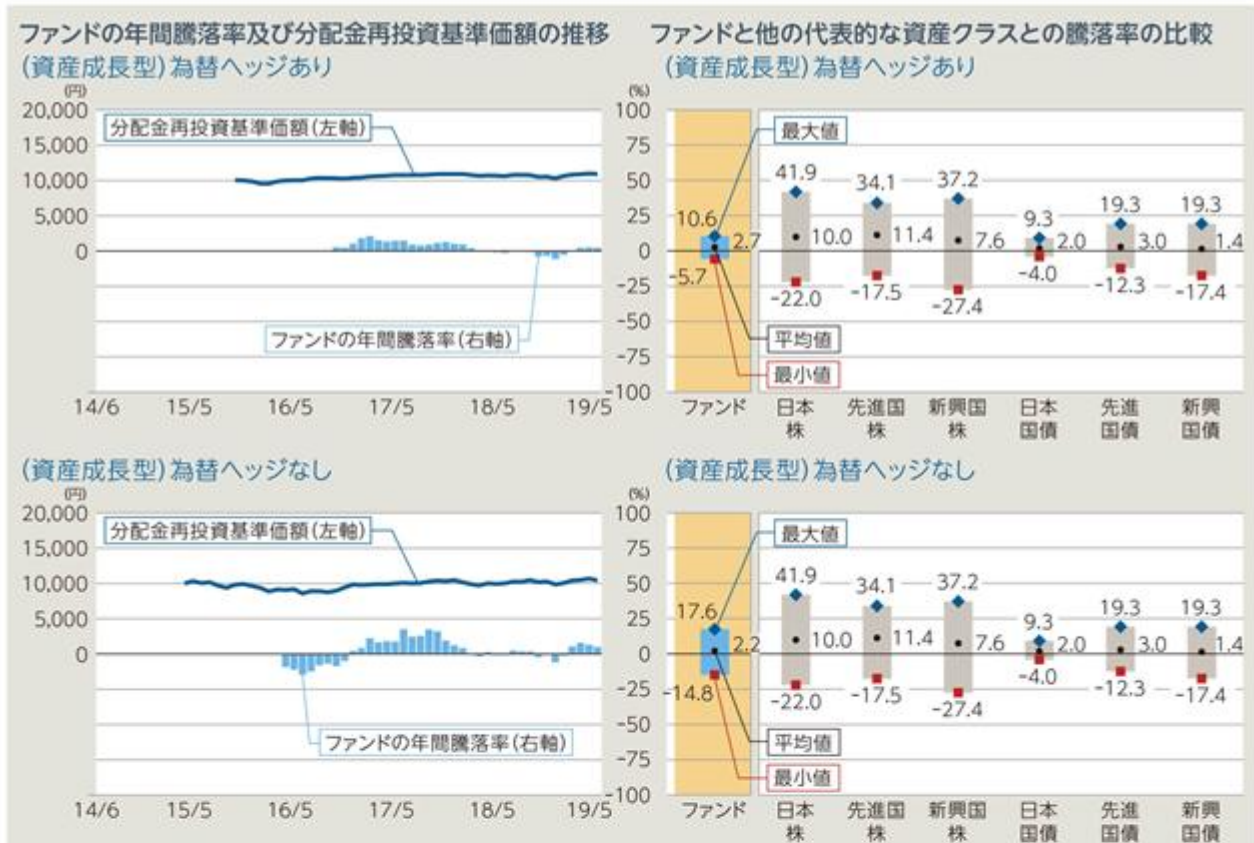 ファンドの年間騰落率及び分配金再投資基準価額の推移
(資産成長型)為替ヘッジあり
(円)
20,000
15,000
10,000
5,000
0
分配金再投資基準価額(左軸)
ファンドの年間騰落率(右軸)
14/6 15/5 16/5 17/5 18/5 19/5
ファンドと他の代表的な資産クラスとの騰落率の比較
(資産成長型)為替ヘッジあり
(%)
100
75
50
25
0
-25
-50
-75
-100
最大値
平均値
最小値
10.6 41.9 34.1 37.2 9.3 19.3 19.3
2.7 10.0 11.4 7.6 2.0 3.0 1.4
-5.7 -22.0 -17.5 -27.4 -4.0 -12.3 -17.4
ファンド 日本 先進国 新興国 日本 先進 新興
株 株 株 国債 国債 国債
(資産成長型)為替ヘッジなし
(円)
20,000
15,000
10,000
5,000
0
分配金再投資基準価額(左軸)
ファンドの年間騰落率(右軸)
14/6 15/5 16/5 17/5 18/5 19/5
(資産成長型)為替ヘッジなし
(%)
100
75
50
25
0
-25
-50
-75
-100
最大値
平均値
最小値
17.6 41.9 34.1 37.2 9.3 19.3 19.3
2.2 10.0 11.4 7.6 2.0 3.0 1.4
-14.8 -22.0 -17.5 -27.4 -4.0 -12.3 -17.4
ファンド 日本 先進国 新興国 日本 先進 新興
株 株 株 国債 国債 国債